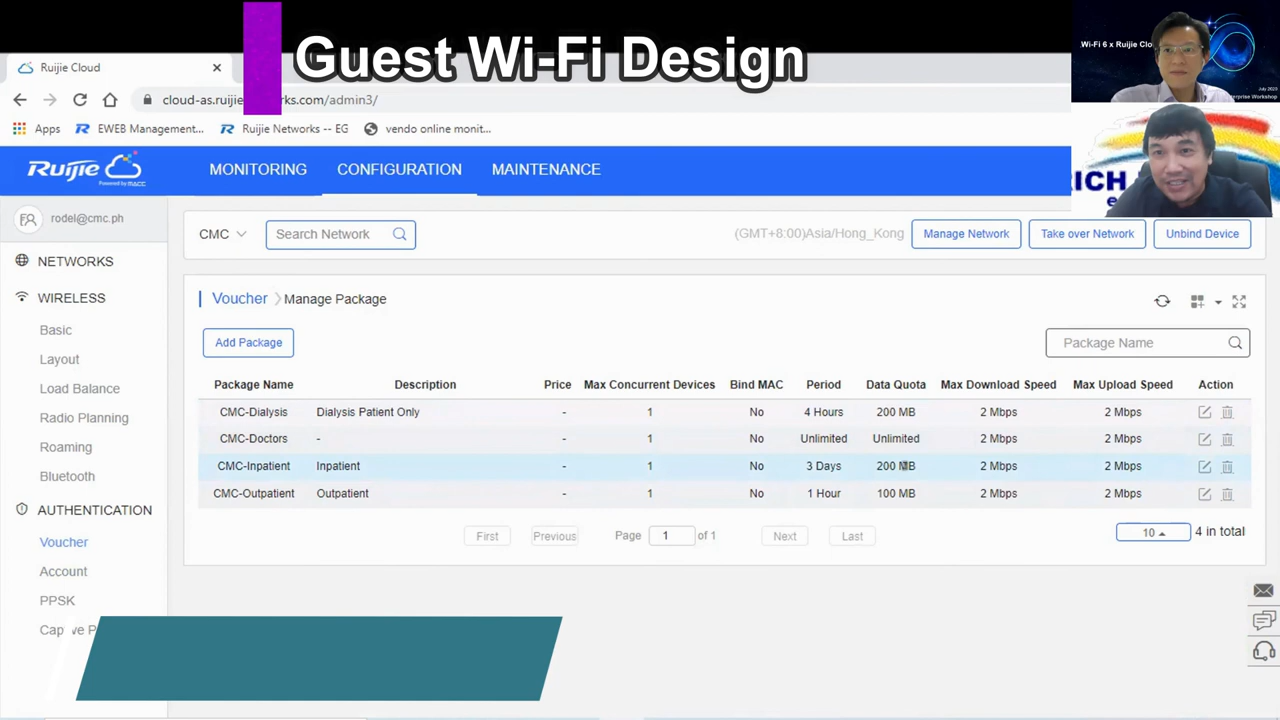 Guest Wi-Fi Design
Wi-Fi 6 x Ruijie Clo
July 2020
erprise Workshop
Ruijie Cloud
cloud-as.ruijie rks.com/admin3/
Apps EWEB Management... Ruijie Networks -- EG vendo online monit...
Ruijie Powered by MACC
MONITORING CONFIGURATION MAINTENANCE
RICH
e
rodel@cmc.ph
CMC Search Network (GMT+8:00)Asia/Hong_Kong Manage Network Take over Network Unbind Device
NETWORKS
WIRELESS
Basic
Layout
Load Balance
Radio Planning
Roaming
Bluetooth
AUTHENTICATION
Voucher
Account
PPSK
Cap ve P
Voucher Manage Package
Add Package Package Name
Package Name Description Price Max Concurrent Devices Bind MAC Period Data Quota Max Download Speed Max Upload Speed Action
CMC-Dialysis Dialysis Patient Only - 1 No 4 Hours 200 MB 2 Mbps 2 Mbps
CMC-Doctors - - 1 No Unlimited Unlimited 2 Mbps 2 Mbps
CMC-Inpatient Inpatient - 1 No 3 Days 200 MB 2 Mbps 2 Mbps
CMC-Outpatient Outpatient - 1 No 1 Hour 100 MB 2 Mbps 2 Mbps
First Previous Page 1 of 1 Next Last 10 4 in total